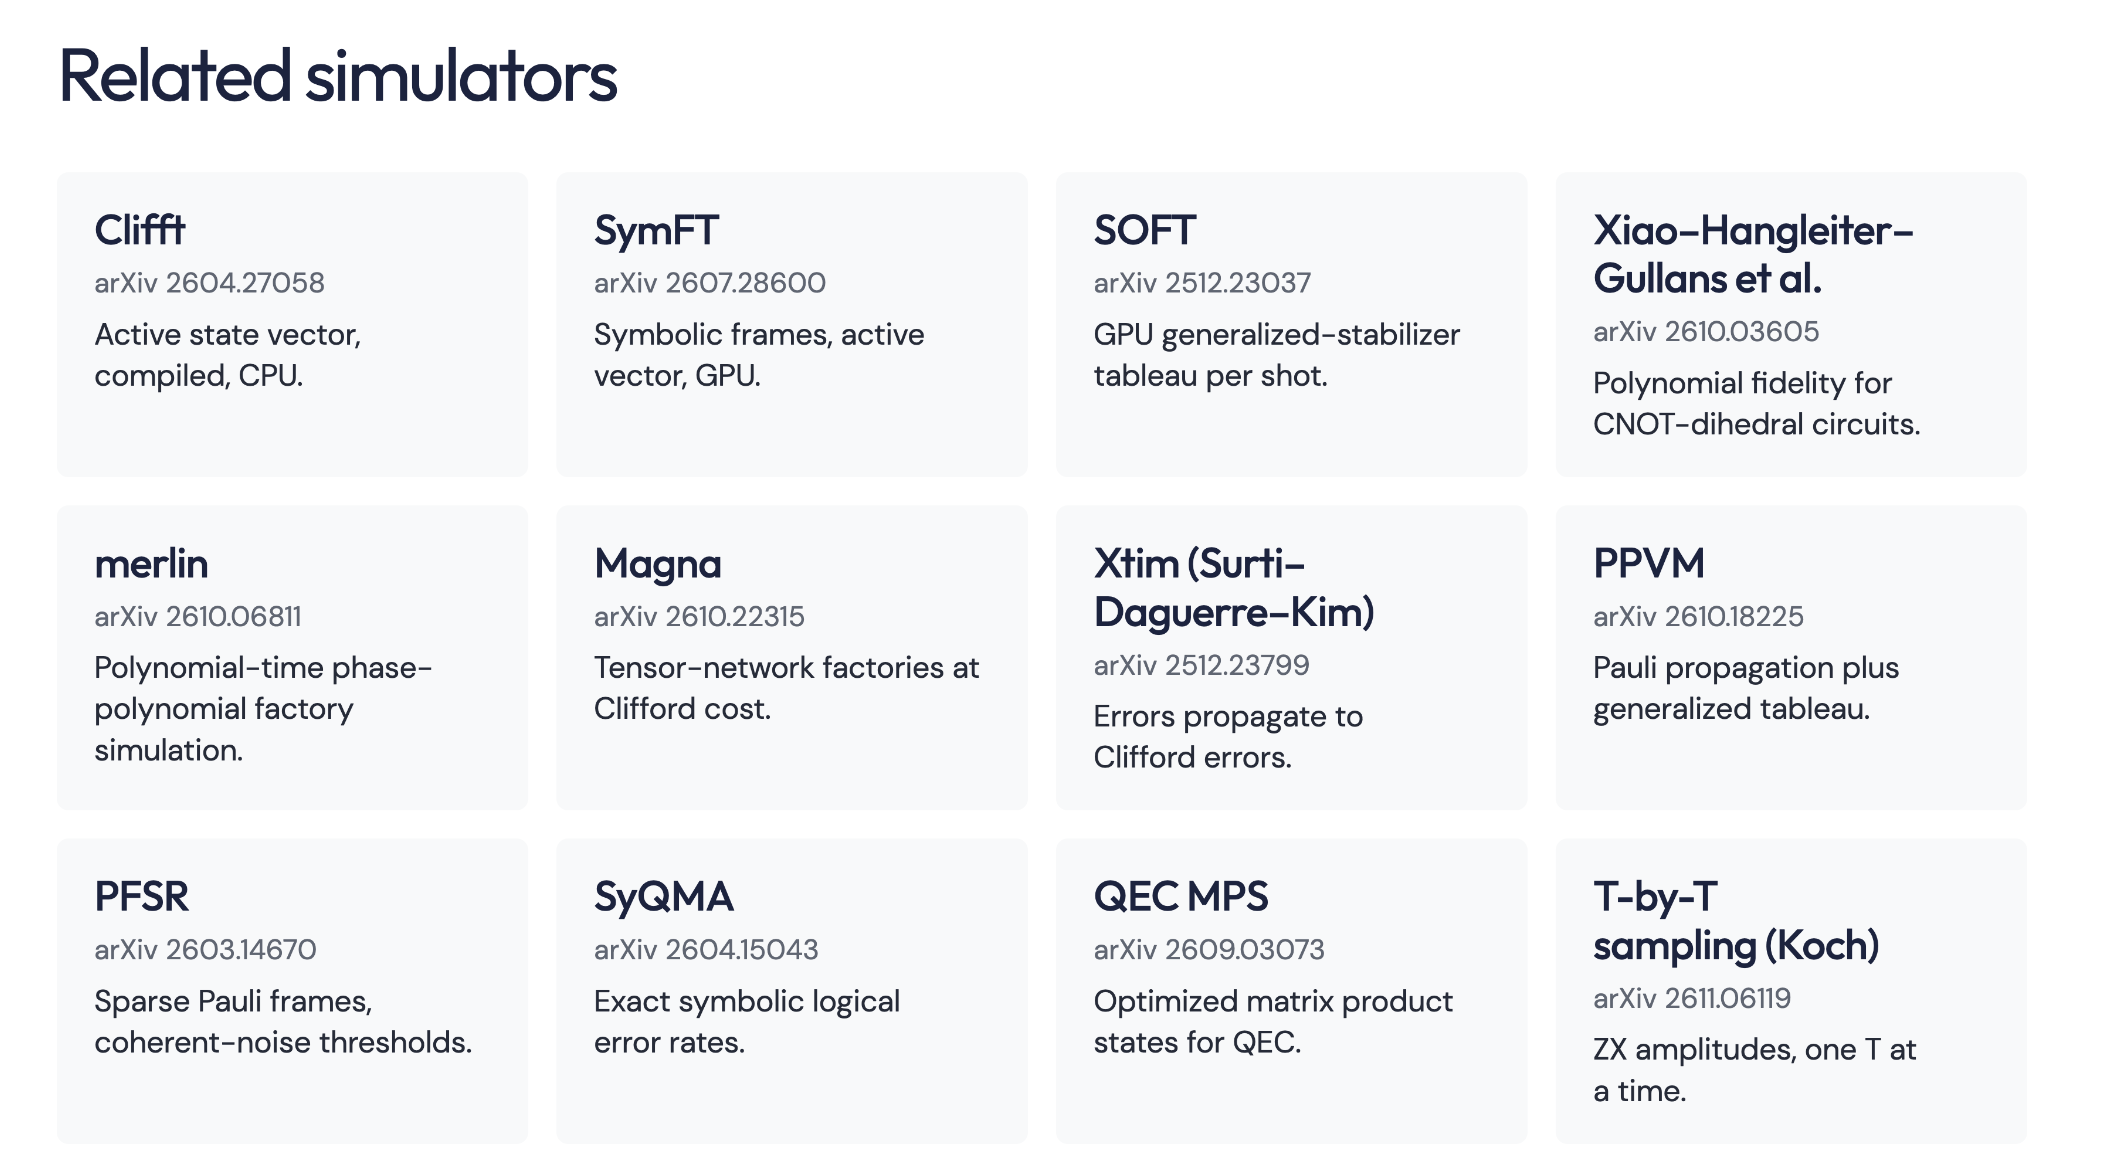 Related simulators
Clifft
arXiv 2604.27058
Active state vector,
compiled, CPU.
SymFT
arXiv 2607.28600
Symbolic frames, active
vector, GPU.
SOFT
arXiv 2512.23037
GPU generalized-stabilizer
tableau per shot.
Xiao–Hangleiter–
Gullans et al.
arXiv 2610.03605
Polynomial fidelity for
CNOT-dihedral circuits.
merlin
arXiv 2610.06811
Polynomial-time phase-
polynomial factory
simulation.
Magna
arXiv 2610.22315
Tensor-network factories at
Clifford cost.
Xtim (Surti–
Daguerre–Kim)
arXiv 2512.23799
Errors propagate to
Clifford errors.
PPVM
arXiv 2610.18225
Pauli propagation plus
generalized tableau.
PFSR
arXiv 2603.14670
Sparse Pauli frames,
coherent-noise thresholds.
SyQMA
arXiv 2604.15043
Exact symbolic logical
error rates.
QEC MPS
arXiv 2609.03073
Optimized matrix product
states for QEC.
T-by-T
sampling (Koch)
arXiv 2611.06119
ZX amplitudes, one T at
a time.